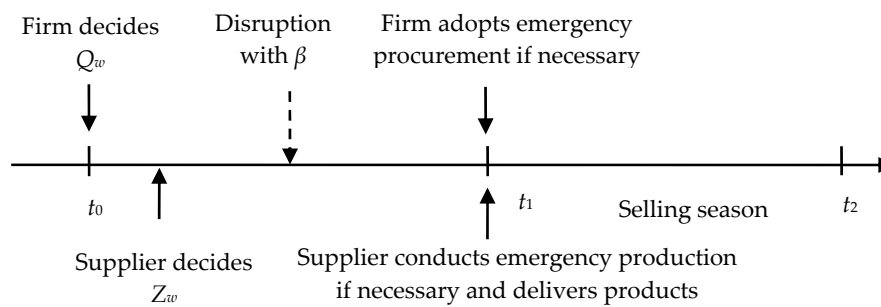 Firm decides
Qw
Disruption
with β
Firm adopts emergency
procurement if necessary
t0
t1
Selling season
t2
Supplier decides
Zw
Supplier conducts emergency production
if necessary and delivers products